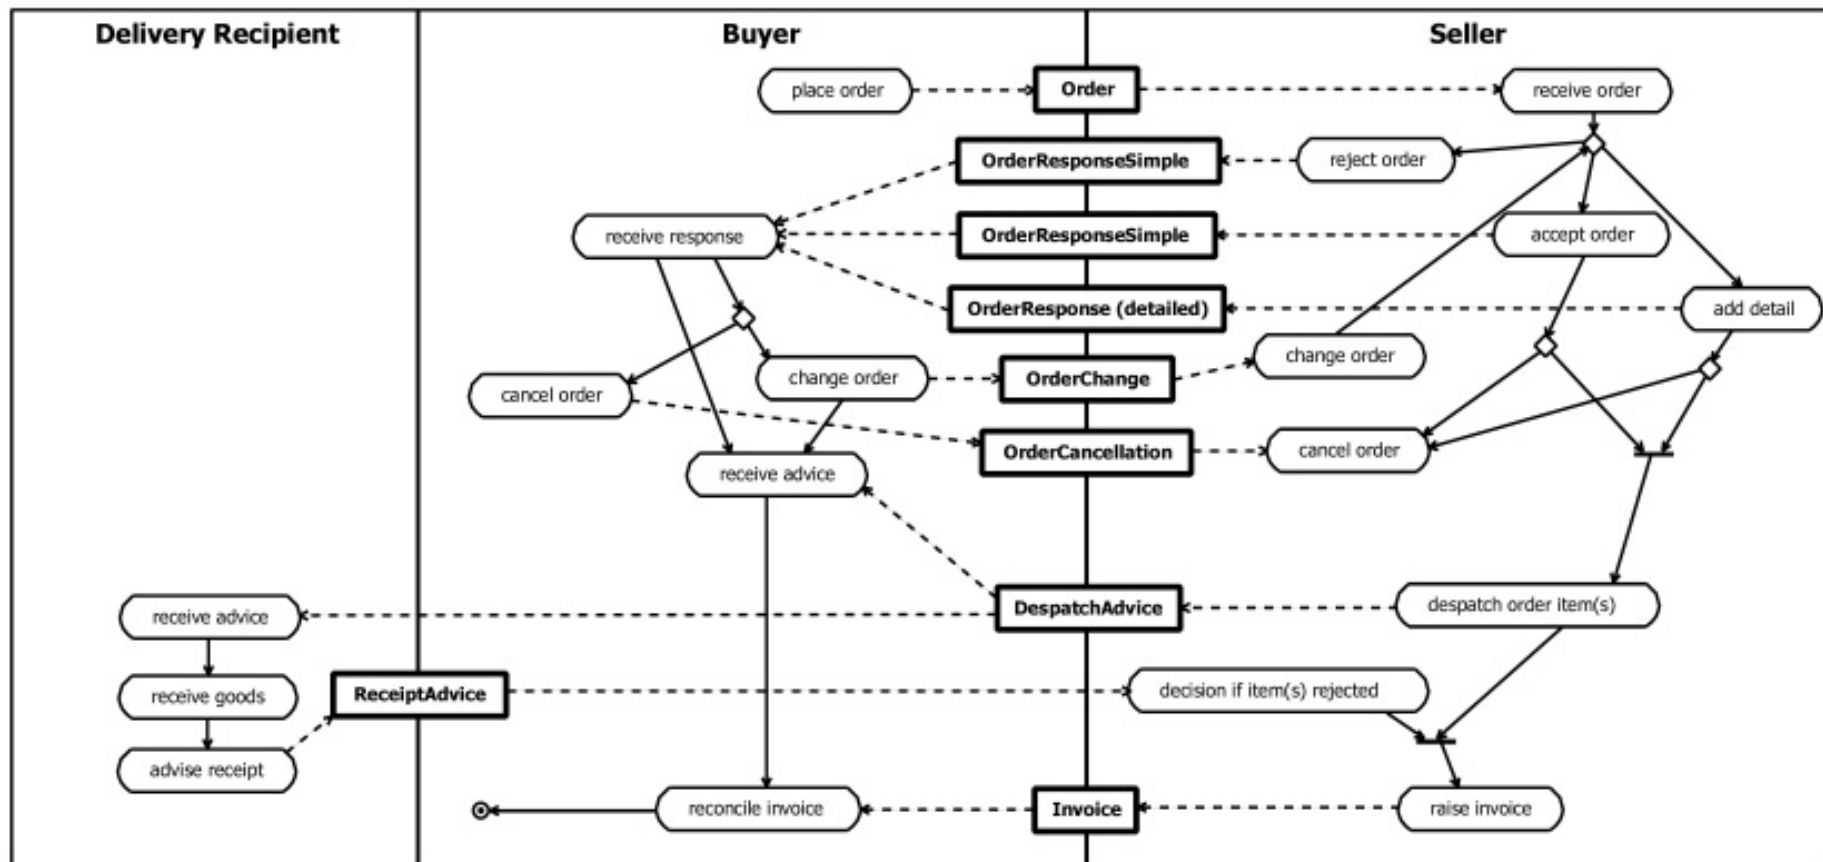 Delivery Recipient
Buyer
Seller
place order
Order
receive order
OrderResponseSimple
reject order
receive response
OrderResponseSimple
accept order
OrderResponse (detailed)
add detail
change order
cancel order
change order
OrderChange
OrderCancellation
cancel order
receive advice
receive advice
DespatchAdvice
despatch order item(s)
receive goods
ReceiptAdvice
decision if item(s) rejected
advise receipt
reconcile invoice
Invoice
raise invoice